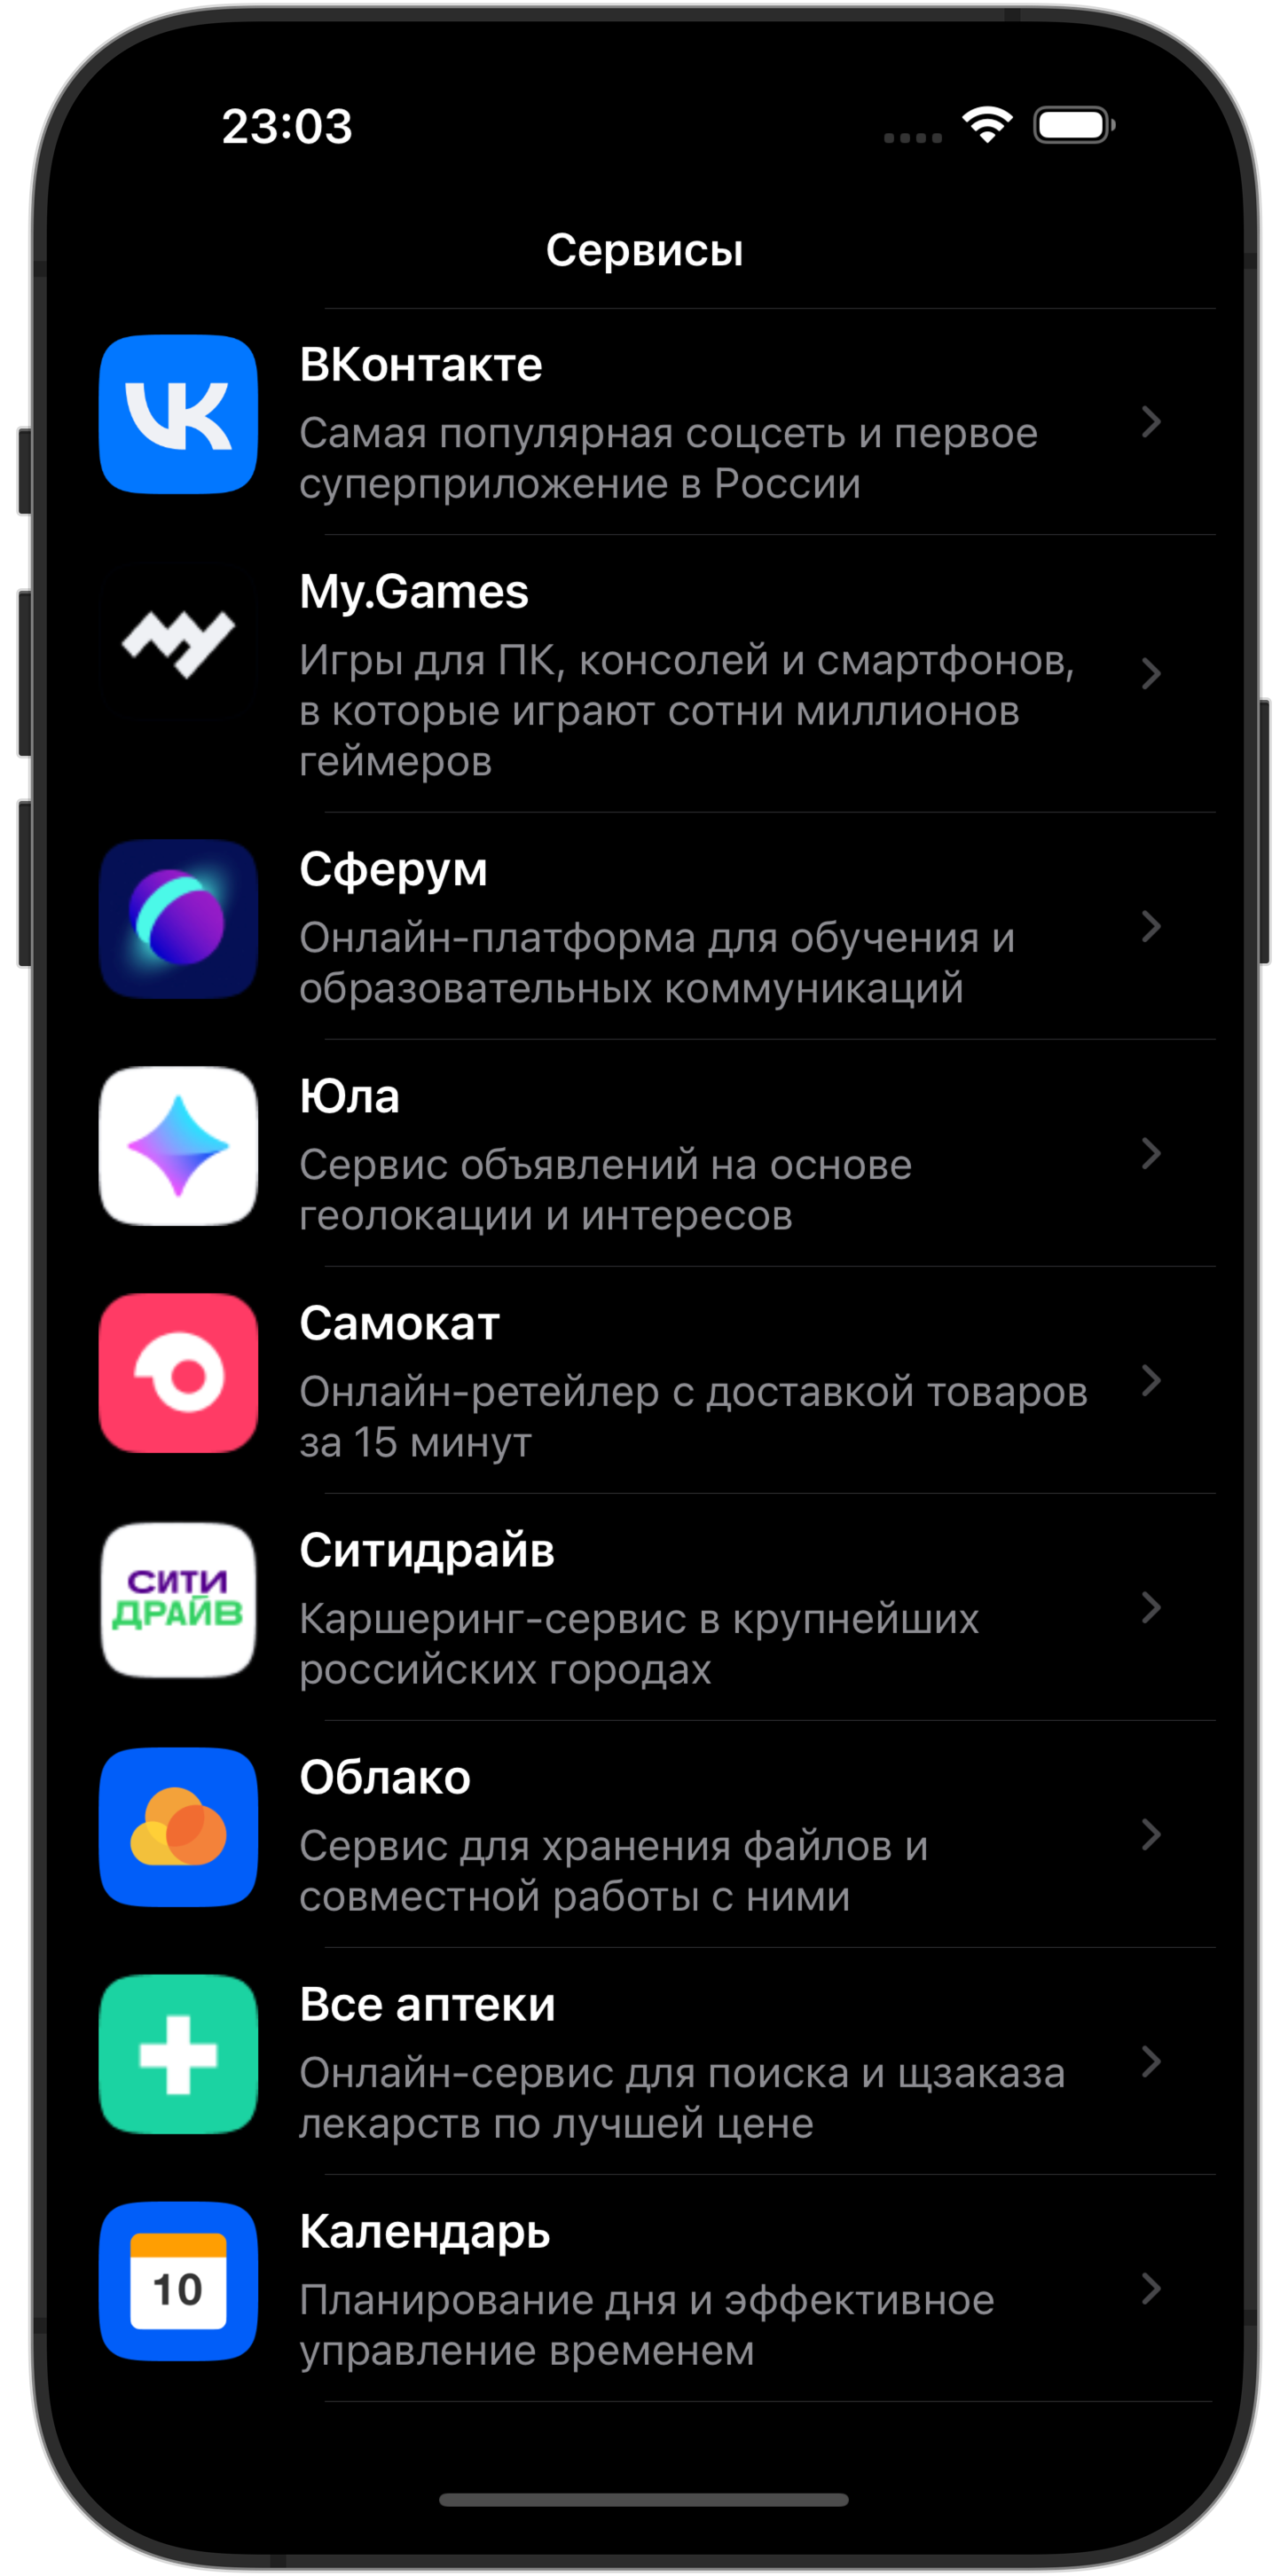 23:03
Сервисы
ВКонтакте
Самая популярная соцсеть и первое
суперприложение в России
My.Games
Игры для ПК, консолей и смартфонов,
в которые играют сотни миллионов
геймеров
Сферум
Онлайн-платформа для обучения и
образовательных коммуникаций
Юла
Сервис объявлений на основе
геолокации и интересов
Самокат
Онлайн-ретейлер с доставкой товаров
за 15 минут
СИТИ
ДРАЙВ
Ситидрайв
Каршеринг-сервис в крупнейших
российских городах
Облако
Сервис для хранения файлов и
совместной работы с ними
Все аптеки
Онлайн-сервис для поиска и щзаказа
лекарств по лучшей цене
10
Календарь
Планирование дня и эффективное
управление временем